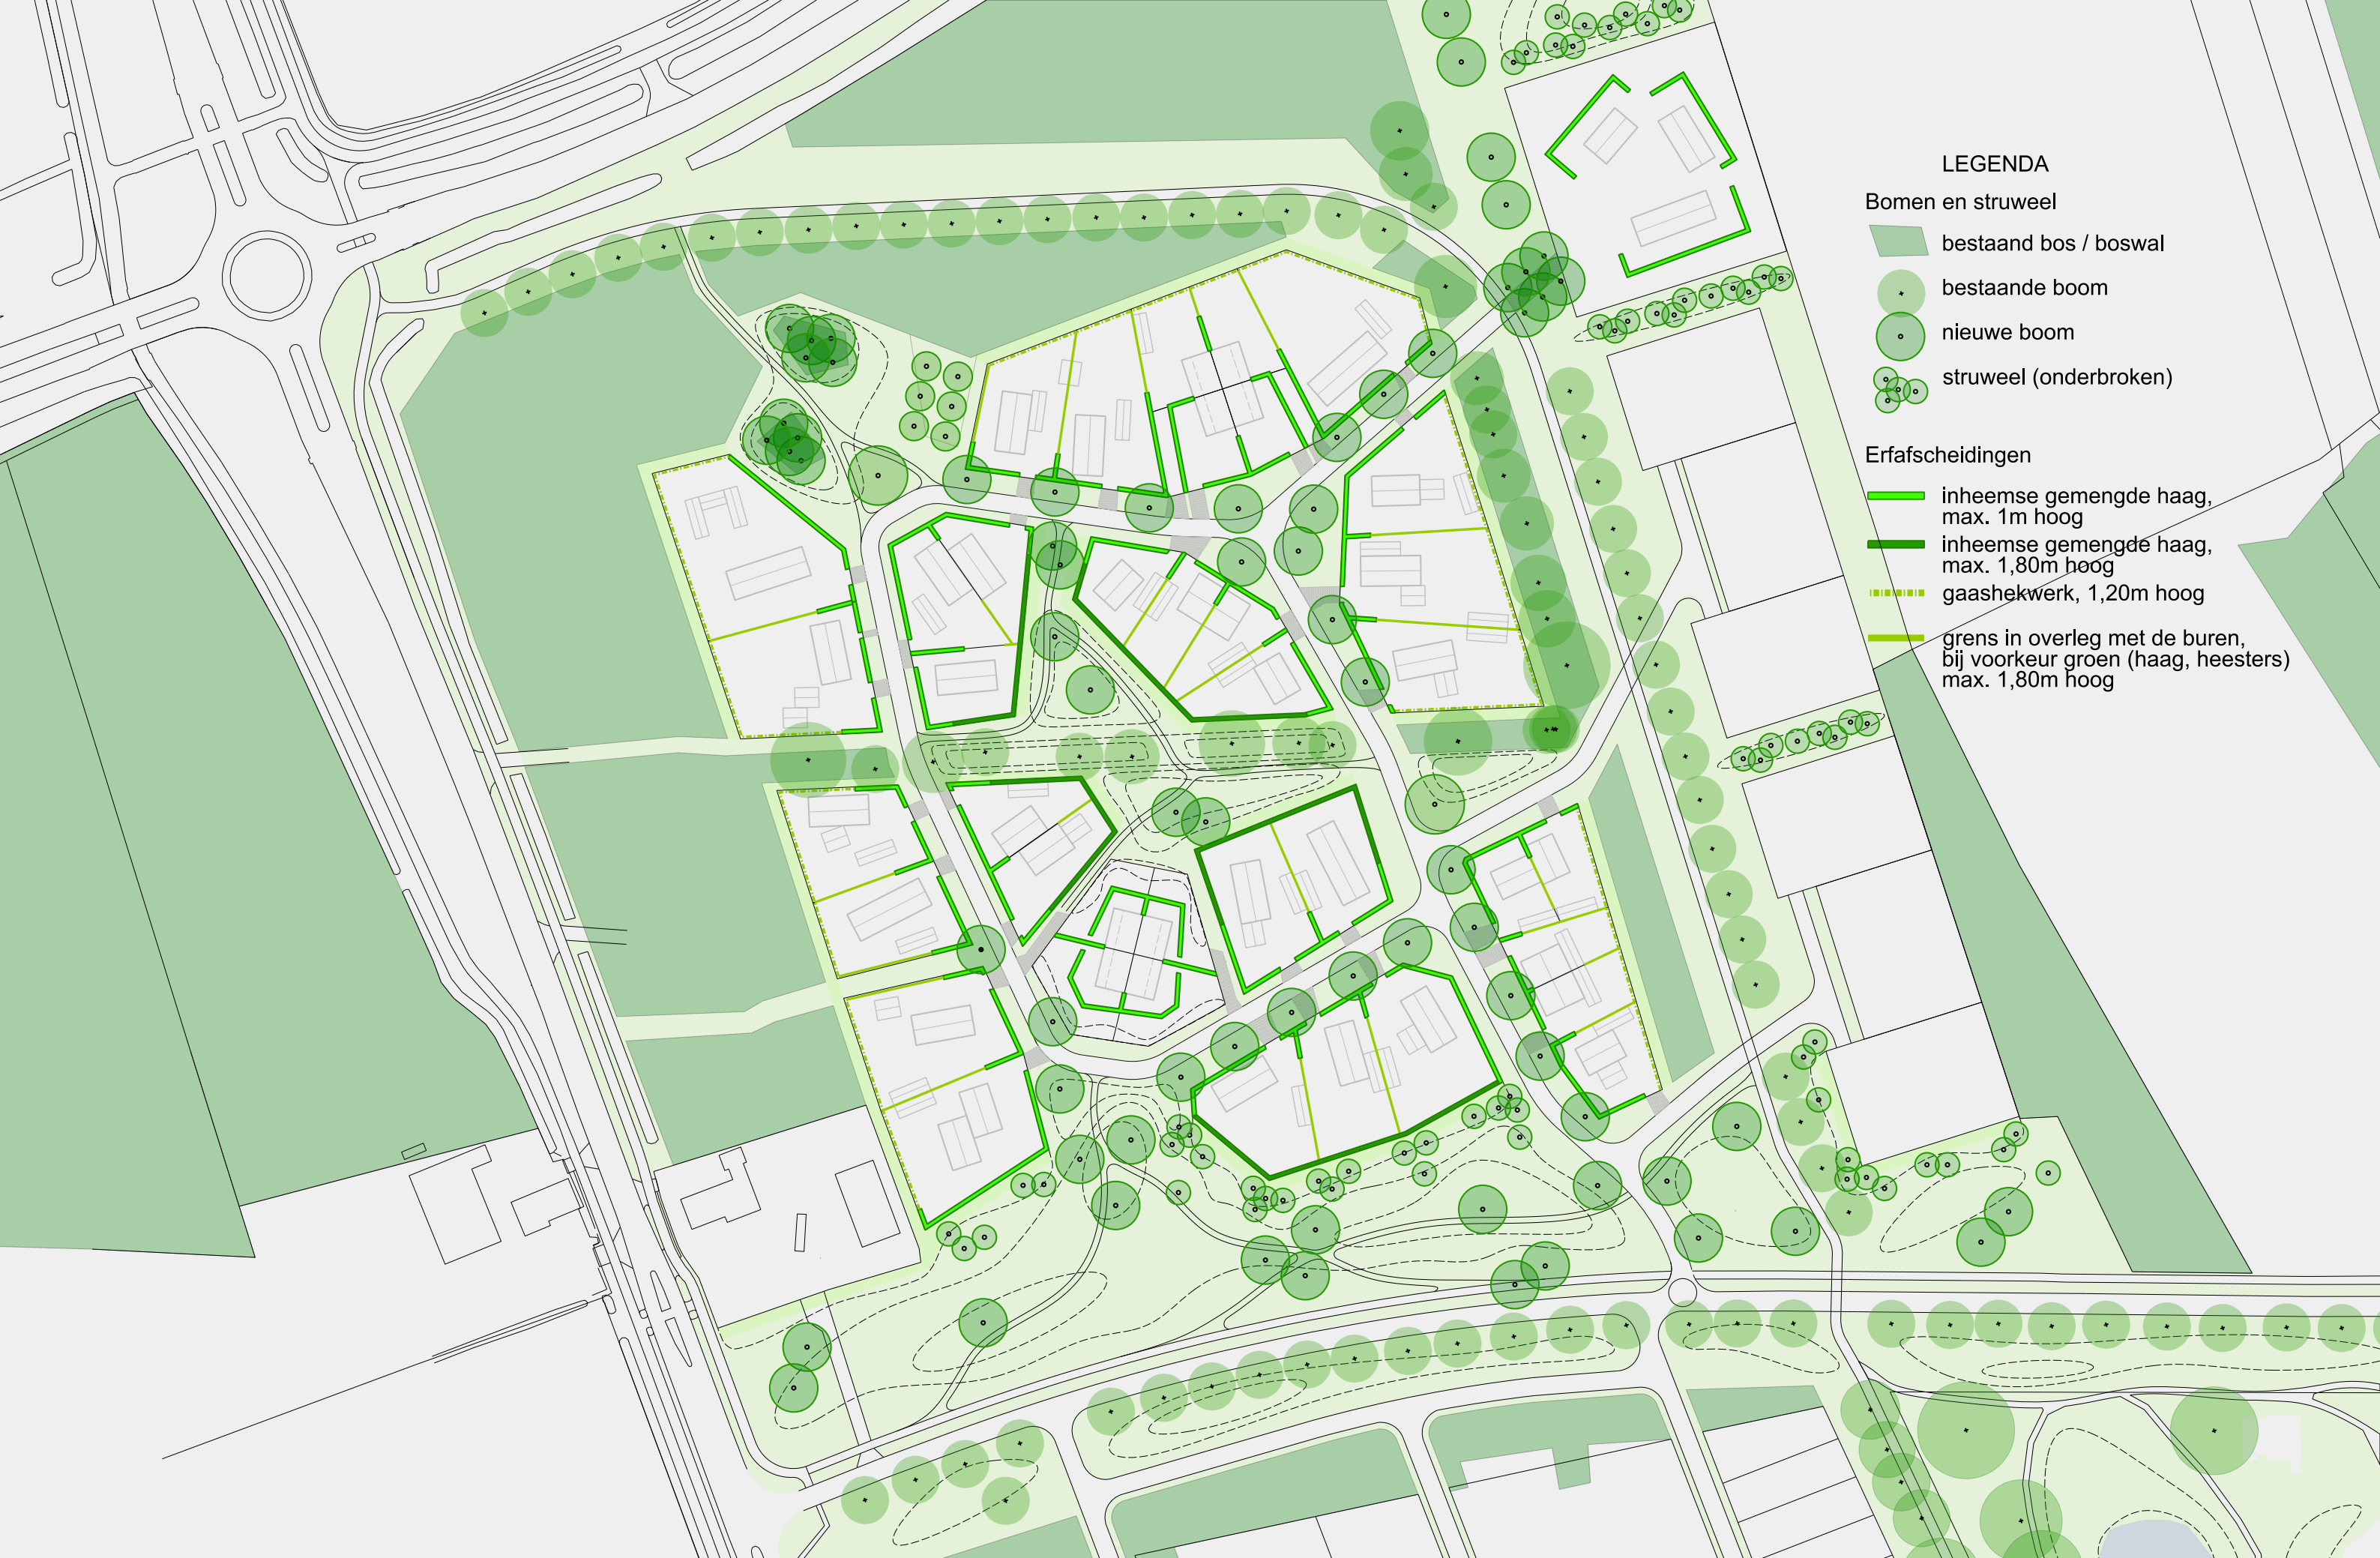 LEGENDA
Bomen en struweel
bestaand bos / boswal
bestaande boom
nieuwe boom
struweel (onderbroken)
Erfafscheidingen
inheemse gemengde haag,
max. 1m hoog
inheemse gemengde haag,
max. 1,80m hoog
gaashekwerk, 1,20m hoog
grens in overleg met de buren,
bij voorkeur groen (haag, heesters)
max. 1,80m hoog